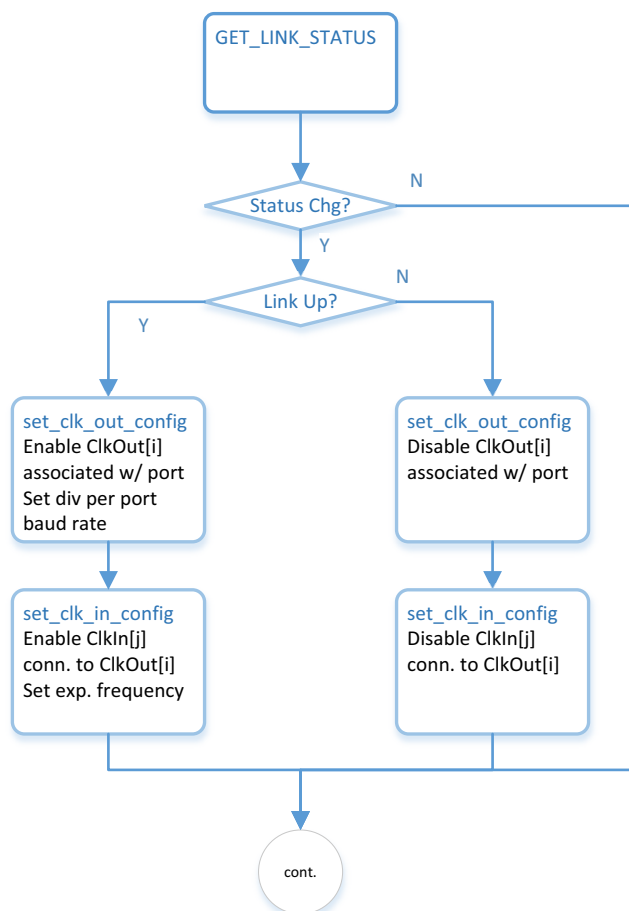 GET_LINK_STATUS
Status Chg?
N
Y
Link Up?
N
Y
set_clk_out_config
Enable ClkOut[i]
associated w/ port
Set div per port
baud rate
set_clk_out_config
Disable ClkOut[i]
associated w/ port
set_clk_in_config
Enable ClkIn[j]
conn. to ClkOut[i]
Set exp. frequency
set_clk_in_config
Disable ClkIn[j]
conn. to ClkOut[i]
cont.